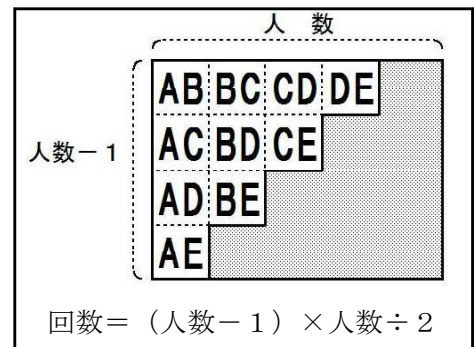 人 数
人数－１
AB BC CD DE
AC BD CE
AD BE
AE
回数＝（人数－１）×人数÷２